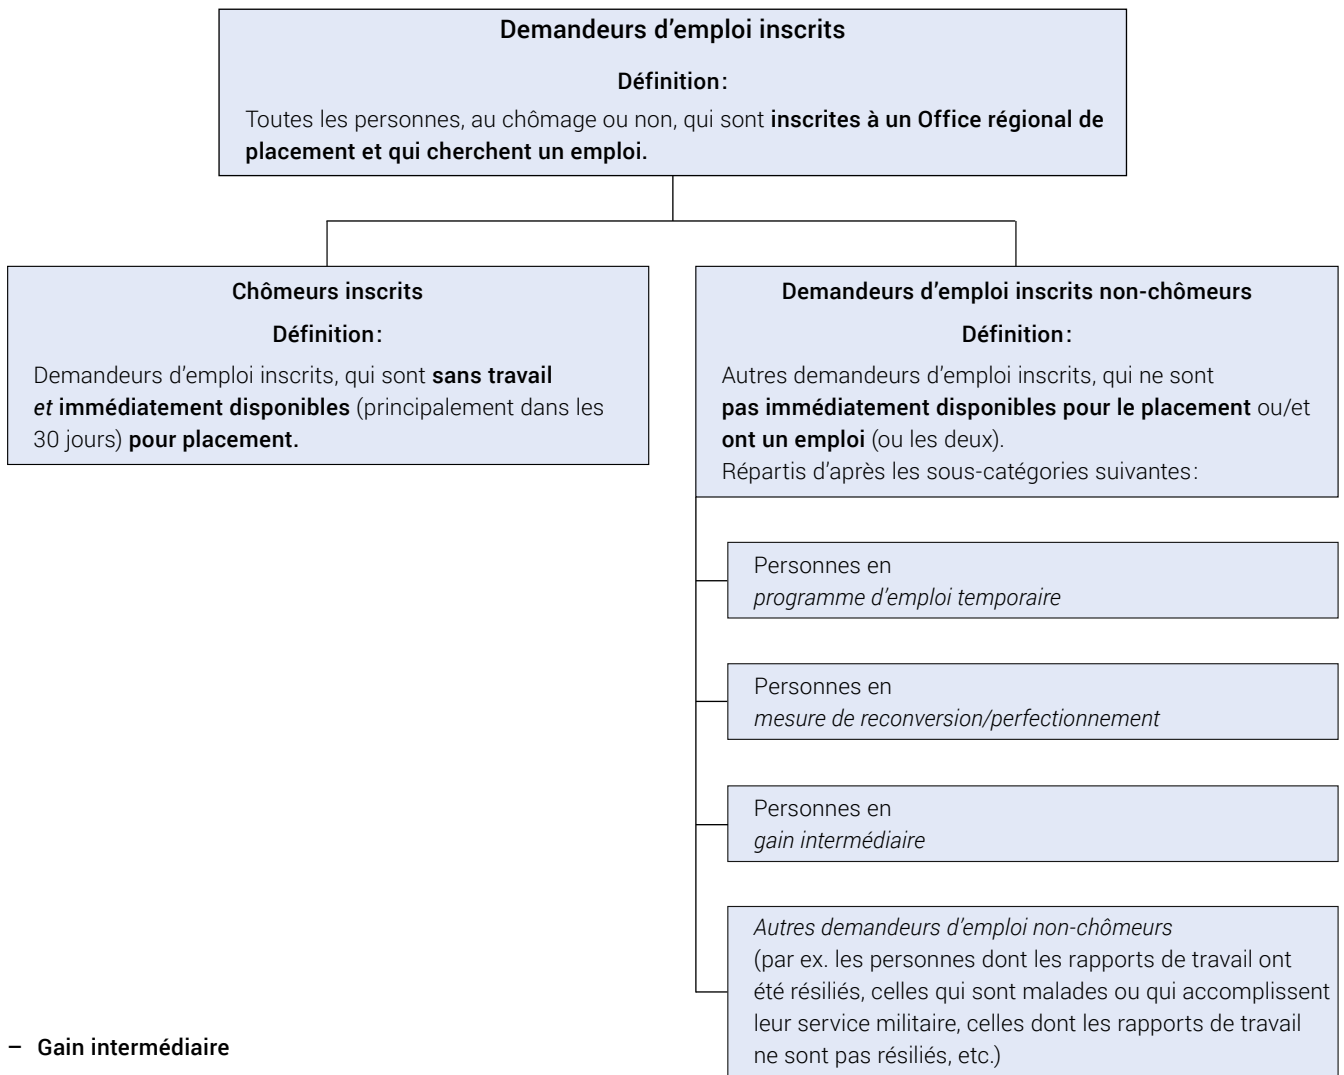 Demandeurs d’emploi inscrits
Définition:
Toutes les personnes, au chômage ou non, qui sont inscrites à un Office régional de
placement et qui cherchent un emploi.
Chômeurs inscrits
Définition:
Demandeurs d’emploi inscrits, qui sont sans travail
et immédiatement disponibles (principalement dans les
30 jours) pour placement.
Demandeurs d’emploi inscrits non-chômeurs
Définition:
Autres demandeurs d’emploi inscrits, qui ne sont
pas immédiatement disponibles pour le placement ou/et
ont un emploi (ou les deux).
Répartis d’après les sous-catégories suivantes:
Personnes en
programme d’emploi temporaire
Personnes en
mesure de reconversion/perfectionnement
Personnes en
gain intermédiaire
Autres demandeurs d’emploi non-chômeurs
(par ex. les personnes dont les rapports de travail ont
été résiliés, celles qui sont malades ou qui accomplissent
leur service militaire, celles dont les rapports de travail
ne sont pas résiliés, etc.)
– Gain intermédiaire